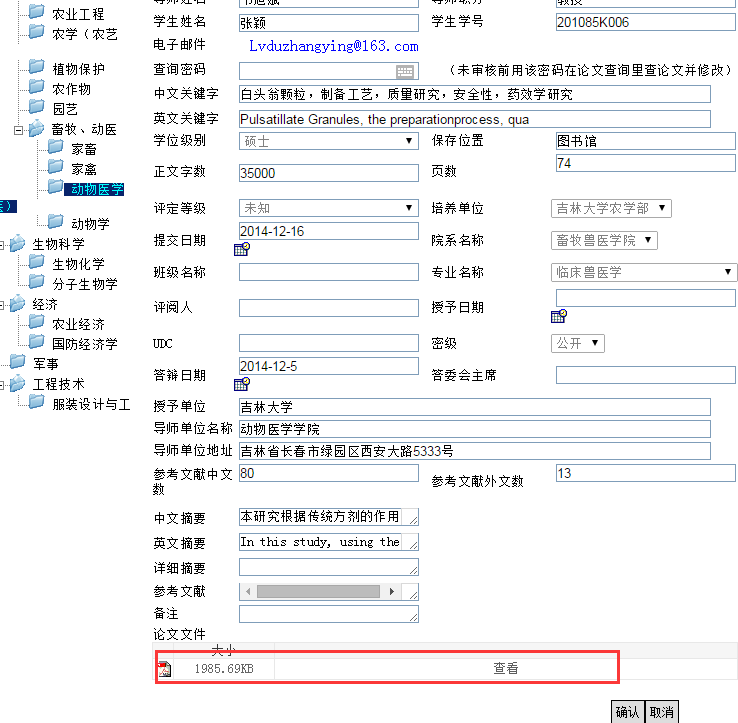 农业工程
农学（农艺
植物保护
农作物
园艺
畜牧、动医
家畜
家禽
动物医学
医）
动物学
生物科学
生物化学
分子生物学
经济
农业经济
国防经济学
军事
工程技术
服装设计与工
学生姓名 张颖 学生学号 201085K006
电子邮件 Lvduzhangying@163.com
查询密码 （未审核前用该密码在论文查询里查论文并修改）
中文关键字 白头翁颗粒，制备工艺，质量研究，安全性，药效学研究
英文关键字 Pulsatillate Granules, the preparationprocess, qua
学位级别 硕士 保存位置 图书馆
正文字数 35000 页数 74
评定等级 未知 培养单位 吉林大学农学部
提交日期 2014-12-16 院系名称 畜牧兽医学院
班级名称 专业名称 临床兽医学
评阅人 授予日期
UDC 密级 公开
答辩日期 2014-12-5 答委会主席
授予单位 吉林大学
导师单位名称 动物医学学院
导师单位地址 吉林省长春市绿园区西安大路5333号
参考文献中文数 80 参考文献外文数 13
中文摘要 本研究根据传统方剂的作用
英文摘要 In this study, using the
详细摘要
参考文献
备注
论文文件
大小
1985.69KB 查看
确认 取消